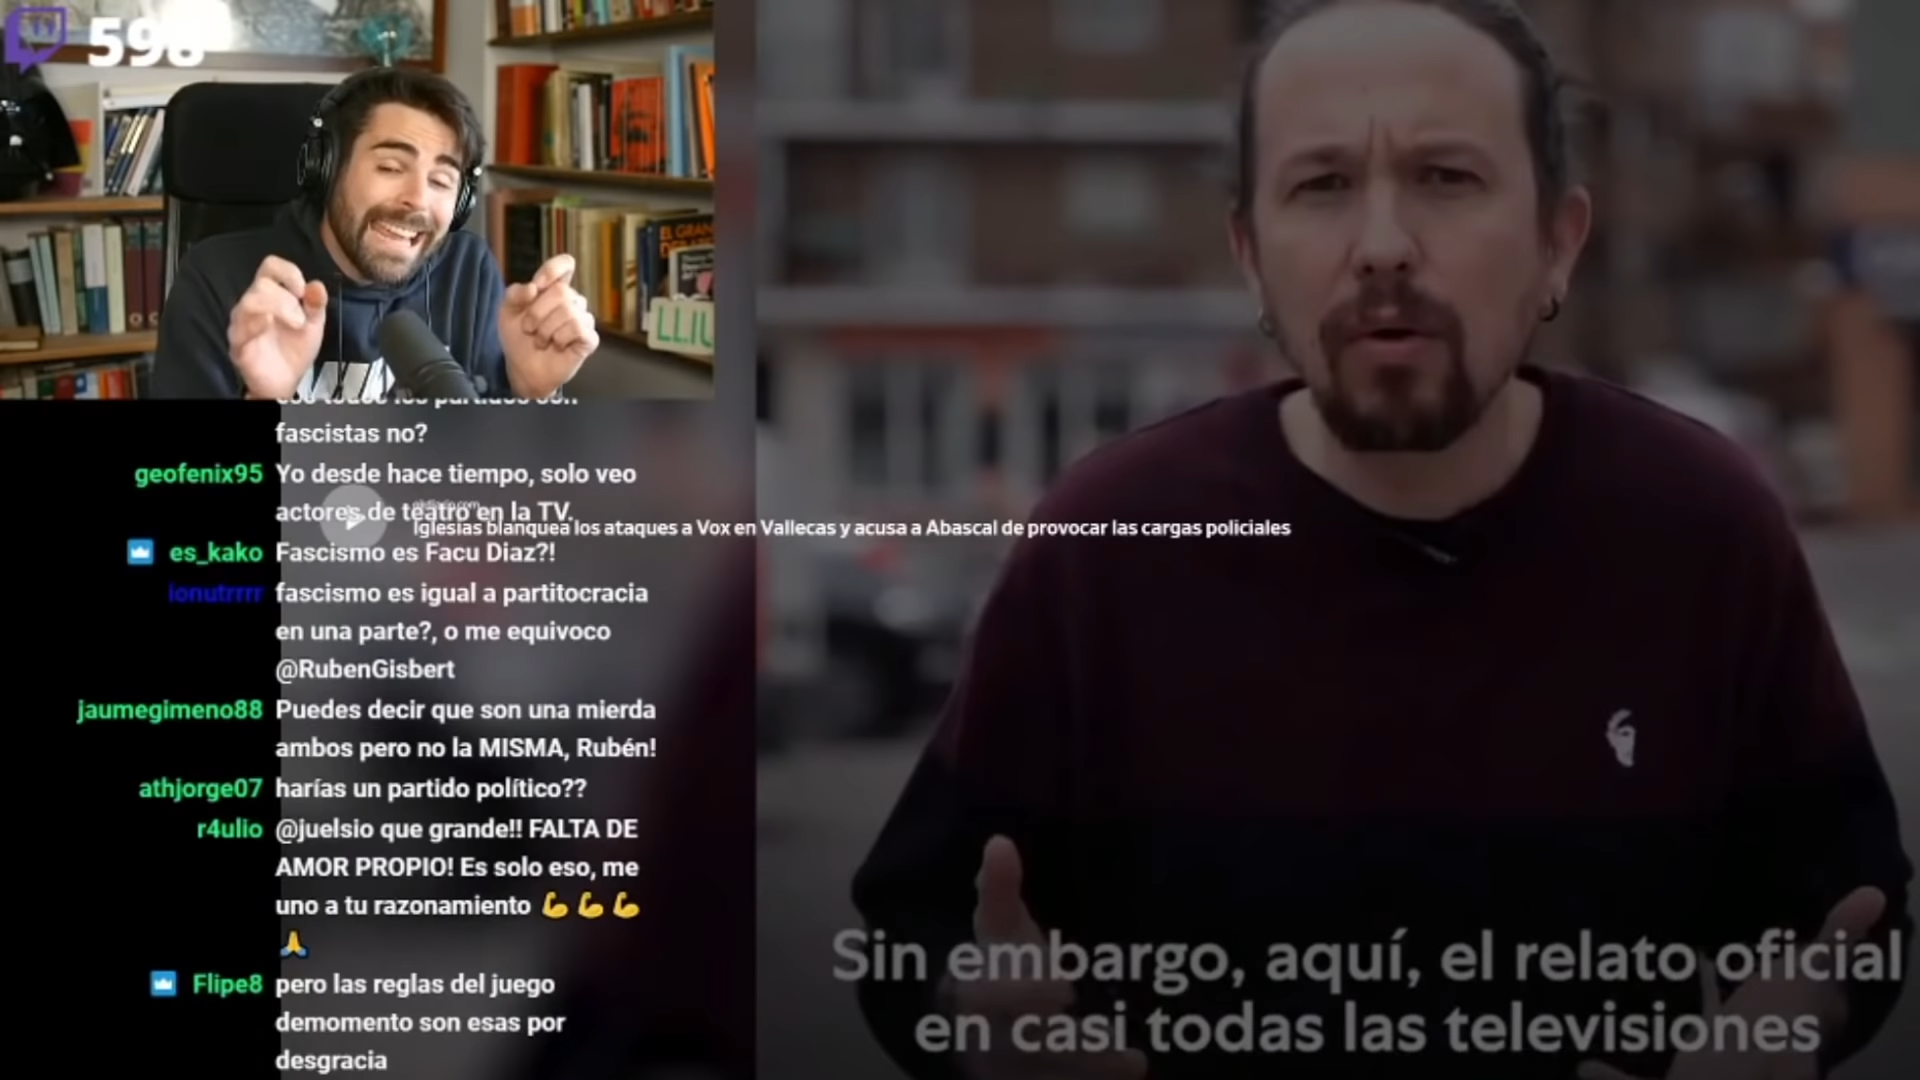 598
EL GRAN
LLIU
fascistas no?
geofenix95 Yo desde hace tiempo, solo veo
actores de teatro en la TV.
Iglesias blanquea los ataques a Vox en Vallecas y acusa a Abascal de provocar las cargas policiales
es_kako Fascismo es Facu Diaz?!
ionutrrrr fascismo es igual a partitocracia
en una parte?, o me equivoco
@RubenGisbert
jaumegimeno88 Puedes decir que son una mierda
ambos pero no la MISMA, Rubén!
athjorge07 harías un partido político??
r4ulio @juelsio que grande!! FALTA DE
AMOR PROPIO! Es solo eso, me
uno a tu razonamiento 💪💪💪
🙏
Flipe8 pero las reglas del juego
demomento son esas por
desgracia
Sin embargo, aquí, el relato oficial
en casi todas las televisiones